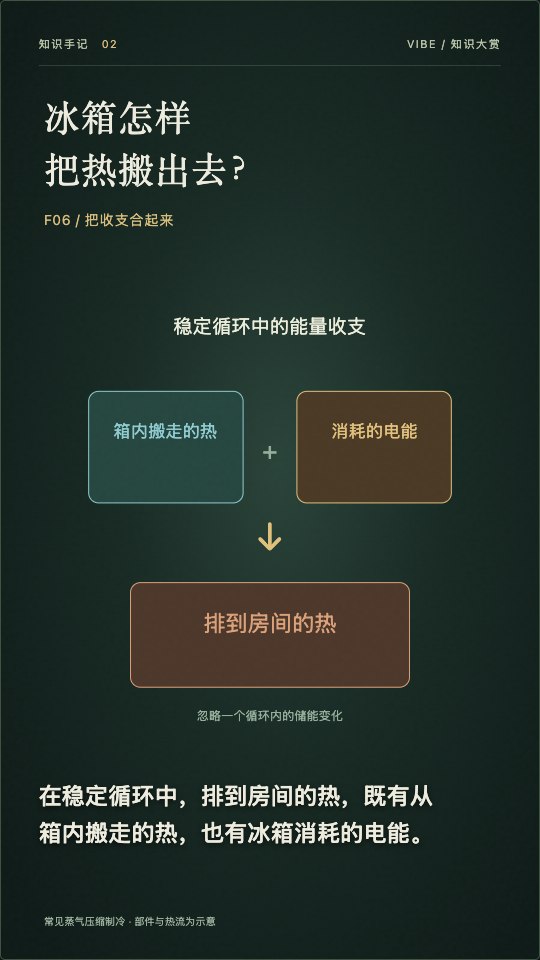 知识手记 02
VIBE / 知识大赏
冰箱怎样
把热搬出去?
F06 / 把收支合起来
稳定循环中的能量收支
箱内搬走的热
+
消耗的电能
排到房间的热
忽略一个循环内的储能变化
在稳定循环中，排到房间的热，既有从
箱内搬走的热，也有冰箱消耗的电能。
常见蒸气压缩制冷 · 部件与热流为示意